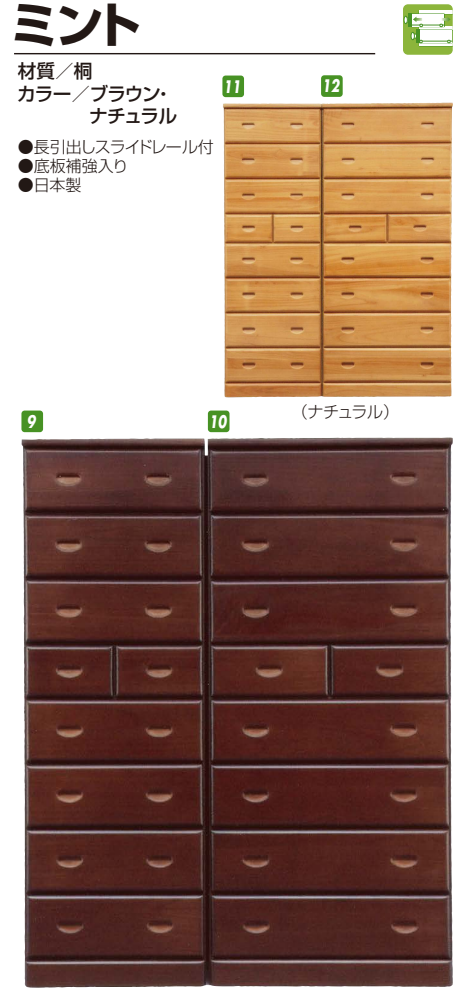 ミント
材質／桐
カラー／ブラウン・
ナチュラル
●長引出しスライドレール付
●底板補強入り
●日本製
11
12
（ナチュラル）
9
10